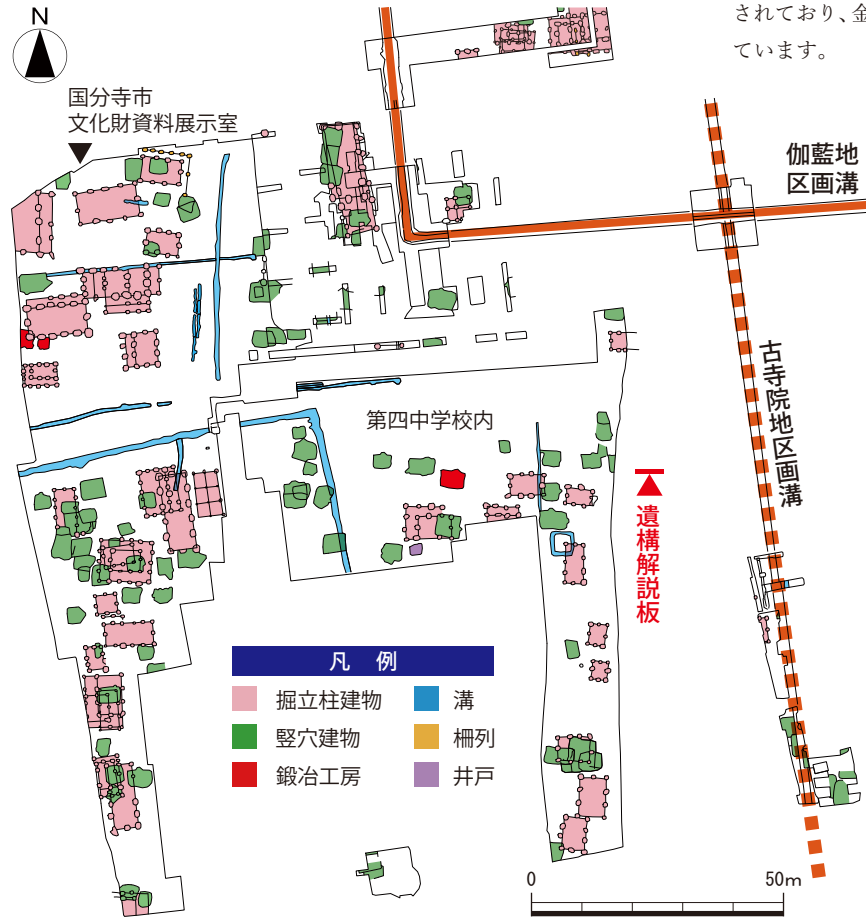 されており、金
ています。
N
国分寺市
文化財資料展示室
伽藍地
区画溝
古寺院地区画溝
第四中学校内
遺構解説板
凡 例
掘立柱建物
溝
竪穴建物
柵列
鍛冶工房
井戸
0
50m